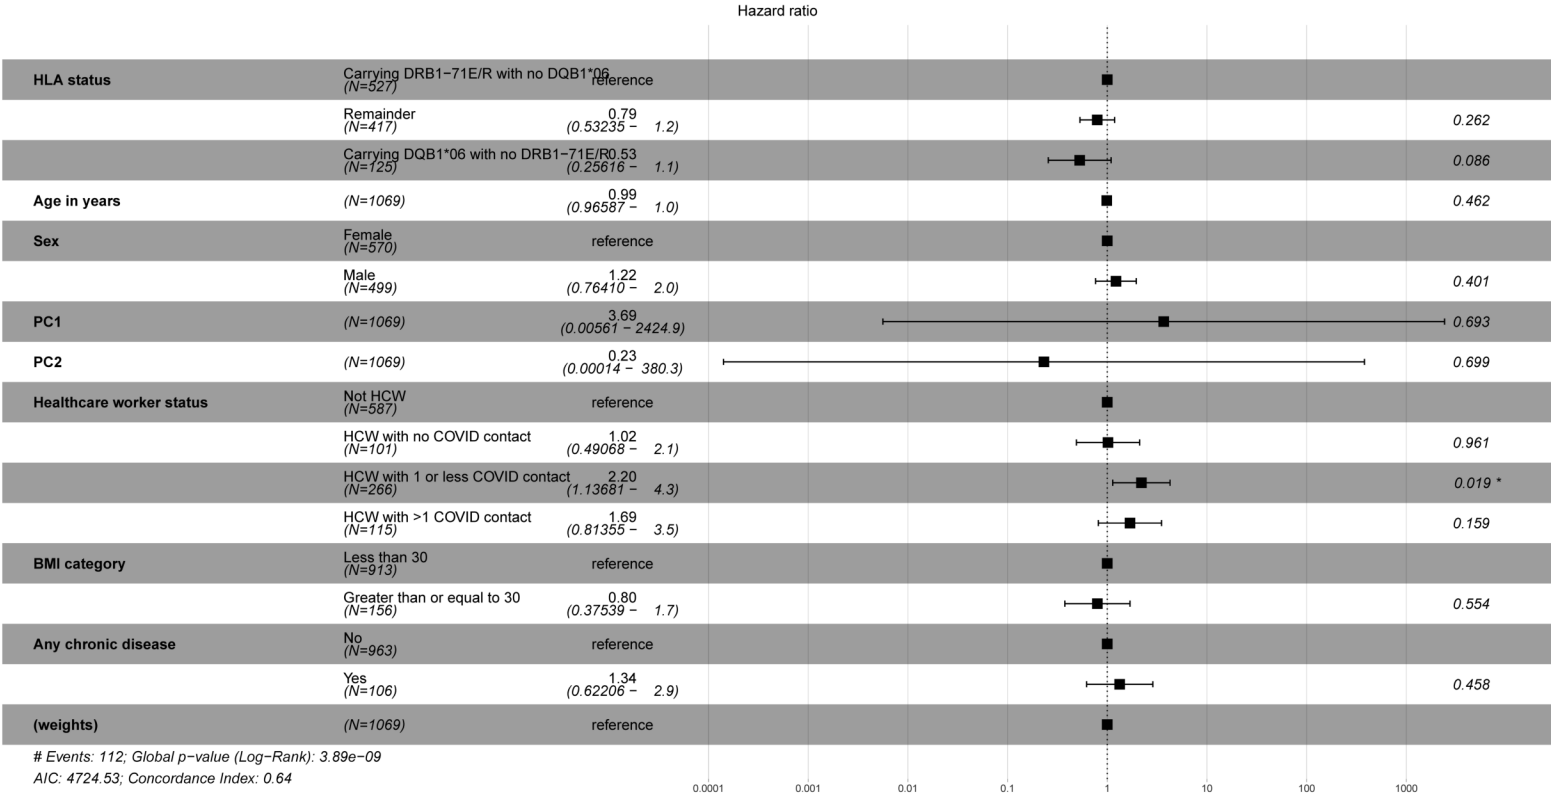 Hazard ratio
HLA status
Carrying DRB1−71E/R with no DQB1*06
(N=527)
reference
Remainder
(N=417)
0.79
(0.53235 − 1.2)
0.262
Carrying DQB1*06 with no DRB1−71E/R
(N=125)
0.53
(0.25616 − 1.1)
0.086
Age in years
(N=1069)
0.99
(0.96587 − 1.0)
0.462
Sex
Female
(N=570)
reference
Male
(N=499)
1.22
(0.76410 − 2.0)
0.401
PC1
(N=1069)
3.69
(0.00561 − 2424.9)
0.693
PC2
(N=1069)
0.23
(0.00014 − 380.3)
0.699
Healthcare worker status
Not HCW
(N=587)
reference
HCW with no COVID contact
(N=101)
1.02
(0.49068 − 2.1)
0.961
HCW with 1 or less COVID contact
(N=266)
2.20
(1.13681 − 4.3)
0.019 *
HCW with >1 COVID contact
(N=115)
1.69
(0.81355 − 3.5)
0.159
BMI category
Less than 30
(N=913)
reference
Greater than or equal to 30
(N=156)
0.80
(0.37539 − 1.7)
0.554
Any chronic disease
No
(N=963)
reference
Yes
(N=106)
1.34
(0.62206 − 2.9)
0.458
(weights)
(N=1069)
reference
# Events: 112; Global p−value (Log−Rank): 3.89e−09
AIC: 4724.53; Concordance Index: 0.64
0.0001 0.001 0.01 0.1 1 10 100 1000